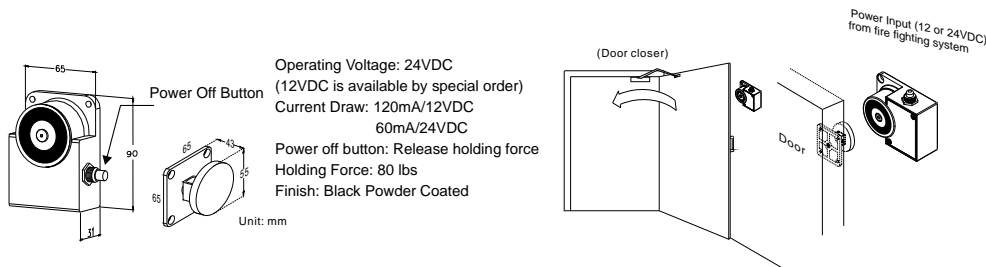 65
Power Off Button
90
31
65
43
55
65
Unit: mm
Operating Voltage: 24VDC
(12VDC is available by special order)
Current Draw: 120mA/12VDC
60mA/24VDC
Power off button: Release holding force
Holding Force: 80 lbs
Finish: Black Powder Coated
(Door closer)
Door
Power Input (12 or 24VDC)
from fire fighting system